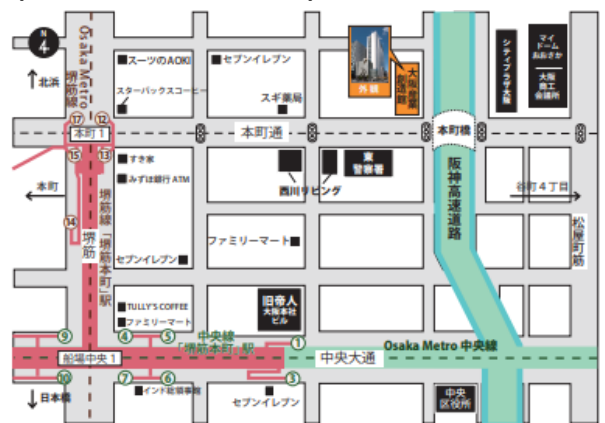 N
4
Osaka Metro
堺筋線
北浜
スーツのAOKI
セブンイレブン
スターバックスコーヒー
スギ薬局
外観
大阪産業
創造館
シティプラザ大阪
マイ
ドーム
おおさか
大阪
商工
会議所
⑰
⑫
本町1
本町通
本町橋
⑮
⑬
すき家
みずほ銀行ATM
西川リビング
東
警察署
本町
谷町4丁目
⑭
堺筋
堺筋線「堺筋本町」駅
阪神高速道路
松屋町筋
ファミリーマート
セブンイレブン
TULLY'S COFFEE
ファミリーマート
旧帝人
大阪本社
ビル
⑨
④
⑤
中央線
「堺筋本町」駅
①
Osaka Metro 中央線
船場中央1
中央大通
⑩
⑦
⑥
③
日本橋
インド総領事館
セブンイレブン
中央
区役所